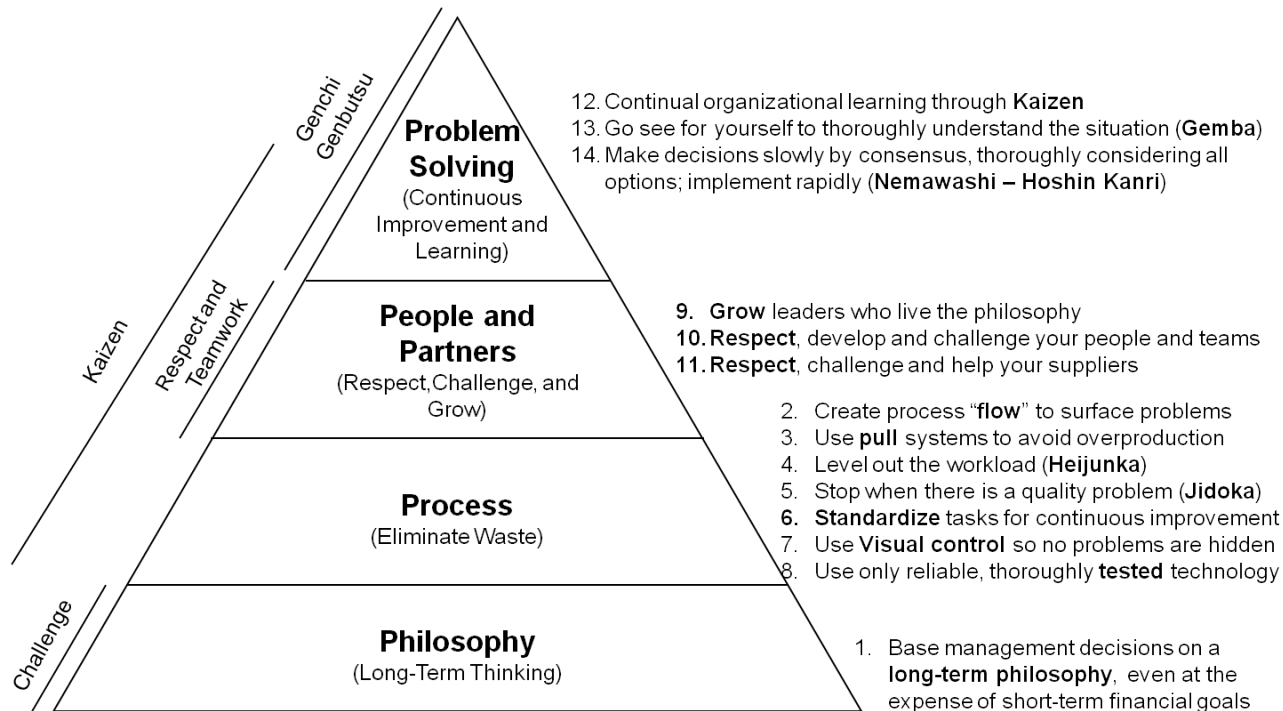 Genchi
Genbutsu
Kaizen
Respect and
Teamwork
Challenge
Problem
Solving
(Continuous
Improvement and
Learning)
12. Continual organizational learning through Kaizen
13. Go see for yourself to thoroughly understand the situation (Gemba)
14. Make decisions slowly by consensus, thoroughly considering all
options; implement rapidly (Nemawashi – Hoshin Kanri)
People and
Partners
(Respect, Challenge, and
Grow)
9. Grow leaders who live the philosophy
10. Respect, develop and challenge your people and teams
11. Respect, challenge and help your suppliers
Process
(Eliminate Waste)
2. Create process “flow” to surface problems
3. Use pull systems to avoid overproduction
4. Level out the workload (Heijunka)
5. Stop when there is a quality problem (Jidoka)
6. Standardize tasks for continuous improvement
7. Use Visual control so no problems are hidden
8. Use only reliable, thoroughly tested technology
Philosophy
(Long-Term Thinking)
1. Base management decisions on a
long-term philosophy, even at the
expense of short-term financial goals